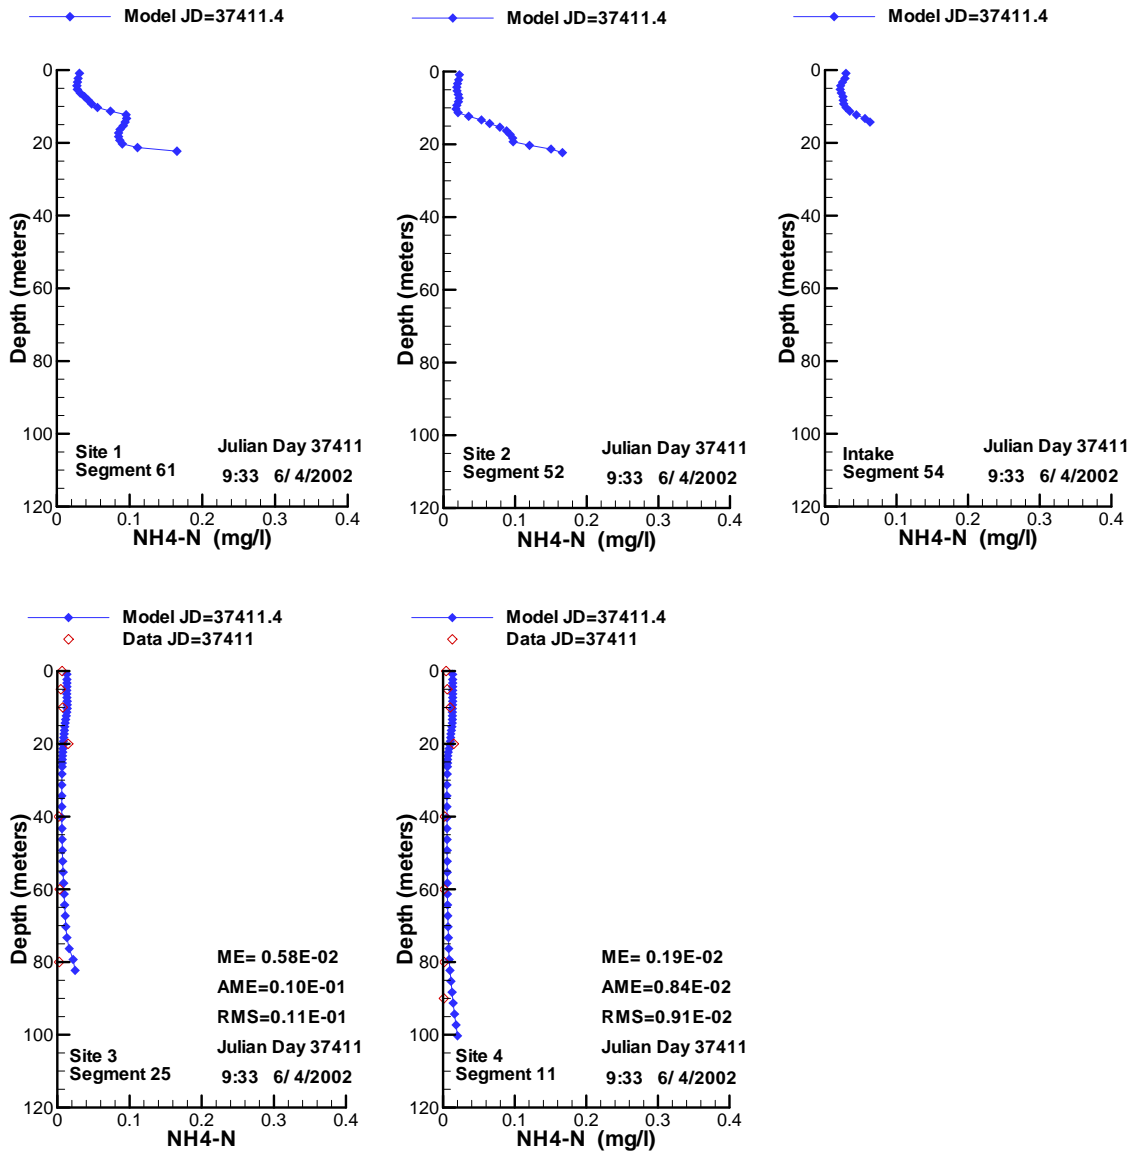 Model JD=37411.4
0
20
40
60
80
100
120
Depth (meters)
Site 1
Segment 61
Julian Day 37411
9:33 6/ 4/2002
0 0.1 0.2 0.3 0.4
NH4-N (mg/l)
Model JD=37411.4
0
20
40
60
80
100
120
Depth (meters)
Site 2
Segment 52
Julian Day 37411
9:33 6/ 4/2002
0 0.1 0.2 0.3 0.4
NH4-N (mg/l)
Model JD=37411.4
0
20
40
60
80
100
120
Depth (meters)
Intake
Segment 54
Julian Day 37411
9:33 6/ 4/2002
0 0.1 0.2 0.3 0.4
NH4-N (mg/l)
Model JD=37411.4
Data JD=37411
0
20
40
60
80
100
120
Depth (meters)
ME= 0.58E-02
AME=0.10E-01
RMS=0.11E-01
Site 3
Segment 25
Julian Day 37411
9:33 6/ 4/2002
0 0.1 0.2 0.3 0.4
NH4-N
Model JD=37411.4
Data JD=37411
0
20
40
60
80
100
120
Depth (meters)
ME= 0.19E-02
AME=0.84E-02
RMS=0.91E-02
Site 4
Segment 11
Julian Day 37411
9:33 6/ 4/2002
0 0.1 0.2 0.3 0.4
NH4-N (mg/l)